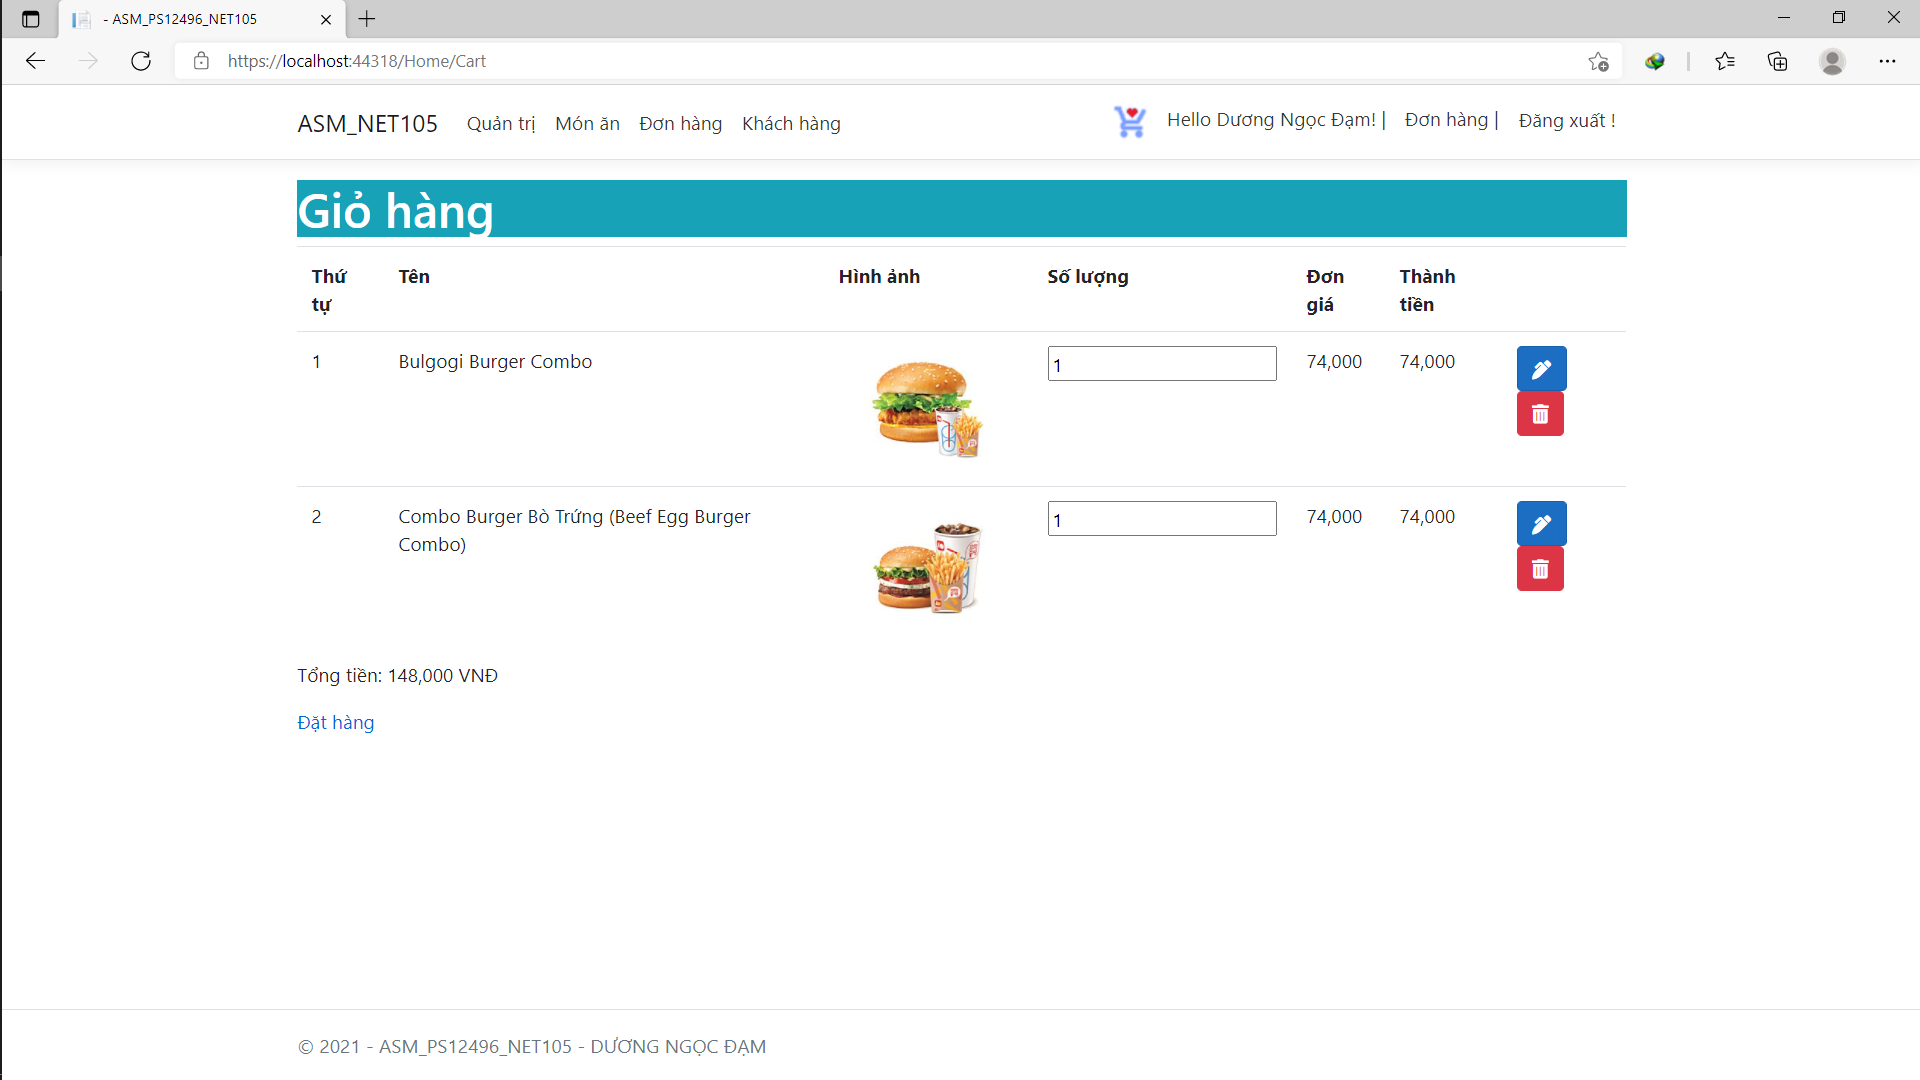 - ASM_PS12496_NET105
https://localhost:44318/Home/Cart
ASM_NET105 Quản trị Món ăn Đơn hàng Khách hàng Hello Dương Ngọc Đạm! | Đơn hàng | Đăng xuất !
Giỏ hàng
Thứ tự Tên Hình ảnh Số lượng Đơn giá Thành tiền
1 Bulgogi Burger Combo 1 74,000 74,000
2 Combo Burger Bò Trứng (Beef Egg Burger 1 74,000 74,000
Combo)
Tổng tiền: 148,000 VNĐ
Đặt hàng
© 2021 - ASM_PS12496_NET105 - DƯƠNG NGỌC ĐẠM